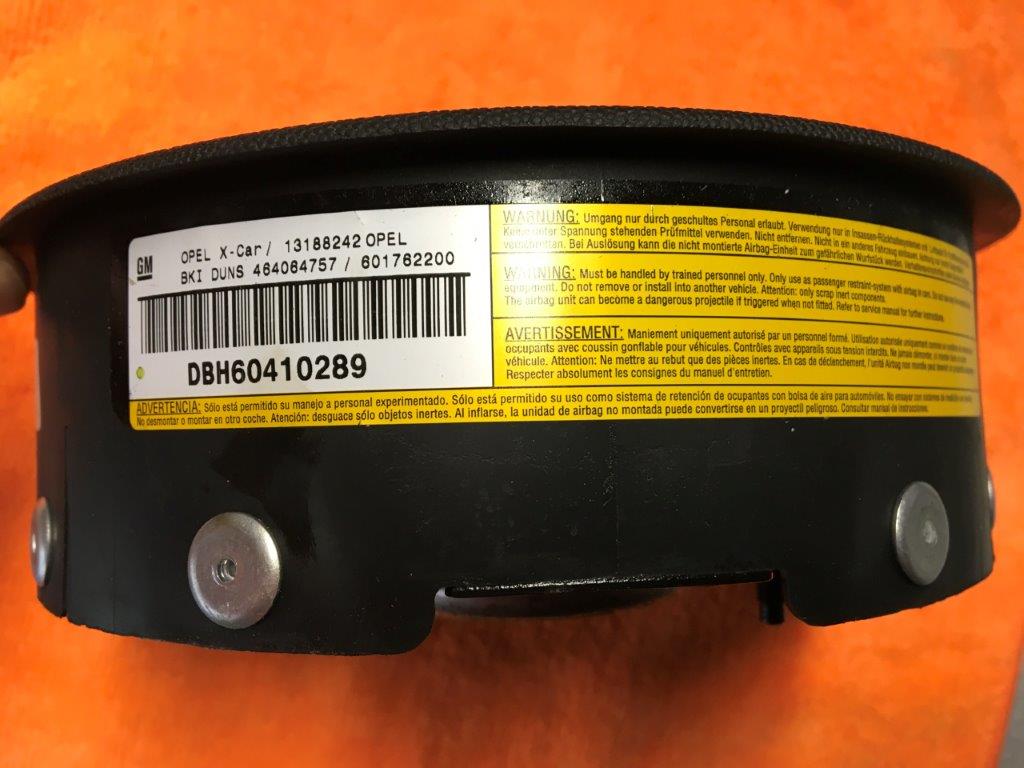 GM
OPEL X-Car/ 13188242 OPEL
BKI DUNS 464064757 / 601762200
DBH60410289
WARNUNG: Umgang nur durch geschultes Personal erlaubt. Verwendung nur in Insassen-Rückhaltesystemen mit
Keine unter Spannung stehenden Prüfmittel verwenden. Nicht entfernen. Nicht in ein anderes Fahrzeug einbauen. Achtung: nur
verschrotten. Bei Auslösung kann die nicht montierte Airbag-Einheit zum gefährlichen Wurfstück werden.
WARNING: Must be handled by trained personnel only. Only use as passenger restraint-system with airbag in cars. Do not use
equipment. Do not remove or install into another vehicle. Attention: only scrap inert components.
The airbag unit can become a dangerous projectile if triggered when not fitted. Refer to service manual for further instructions.
AVERTISSEMENT: Maniement uniquement autorisé par un personnel formé. Utilisation autorisée uniquement comme
occupants avec coussin gonflable pour véhicules. Contrôles avec appareils sous tension interdits. Ne jamais démonter, ni monter dans
véhicule. Attention: Ne mettre au rebut que des pièces inertes. En cas de déclenchement, l'unité Airbag non montée peut devenir un
Respecter absolument les consignes du manuel d'entretien.
ADVERTENCIA: Sólo está permitido su manejo a personal experimentado. Sólo está permitido su uso como sistema de retención de ocupantes con bolsa de aire para automóviles. No ensayar con sistemas de medida
No desmontar o montar en otro coche. Atención: desguace sólo objetos inertes. Al inflarse, la unidad de airbag no montada puede convertirse en un proyectil peligroso. Consultar manual de instrucciones.